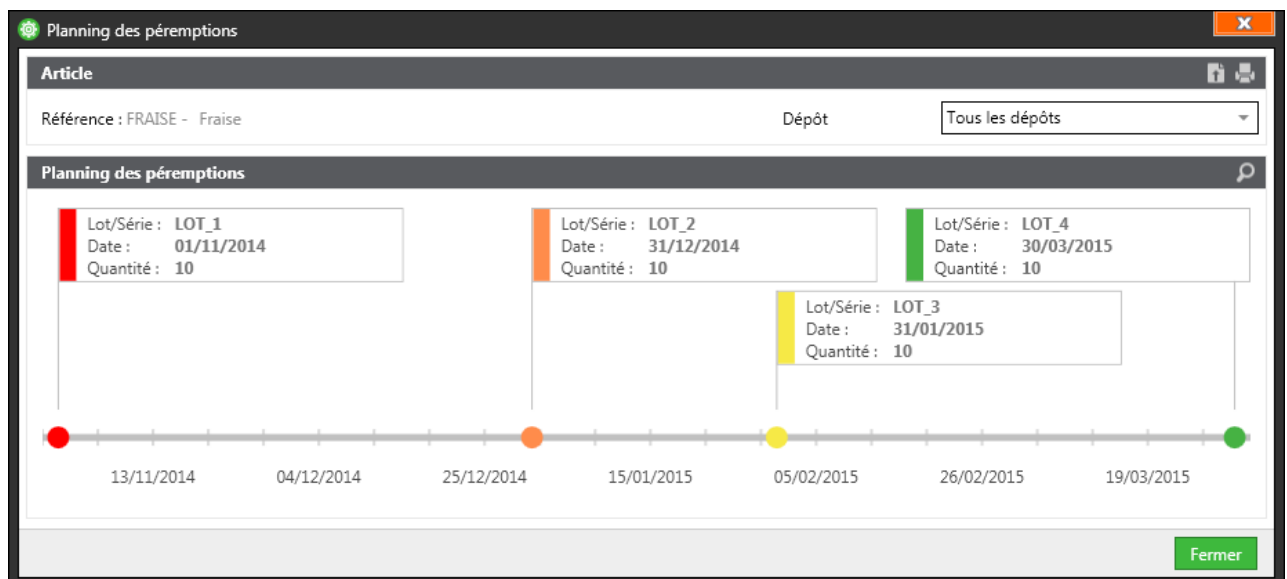 Planning des péremptions
Article
Référence : FRAISE - Fraise
Dépôt
Tous les dépôts
Planning des péremptions
Lot/Série : LOT_1
Date : 01/11/2014
Quantité : 10
Lot/Série : LOT_2
Date : 31/12/2014
Quantité : 10
Lot/Série : LOT_4
Date : 30/03/2015
Quantité : 10
Lot/Série : LOT_3
Date : 31/01/2015
Quantité : 10
13/11/2014 04/12/2014 25/12/2014 15/01/2015 05/02/2015 26/02/2015 19/03/2015
Fermer